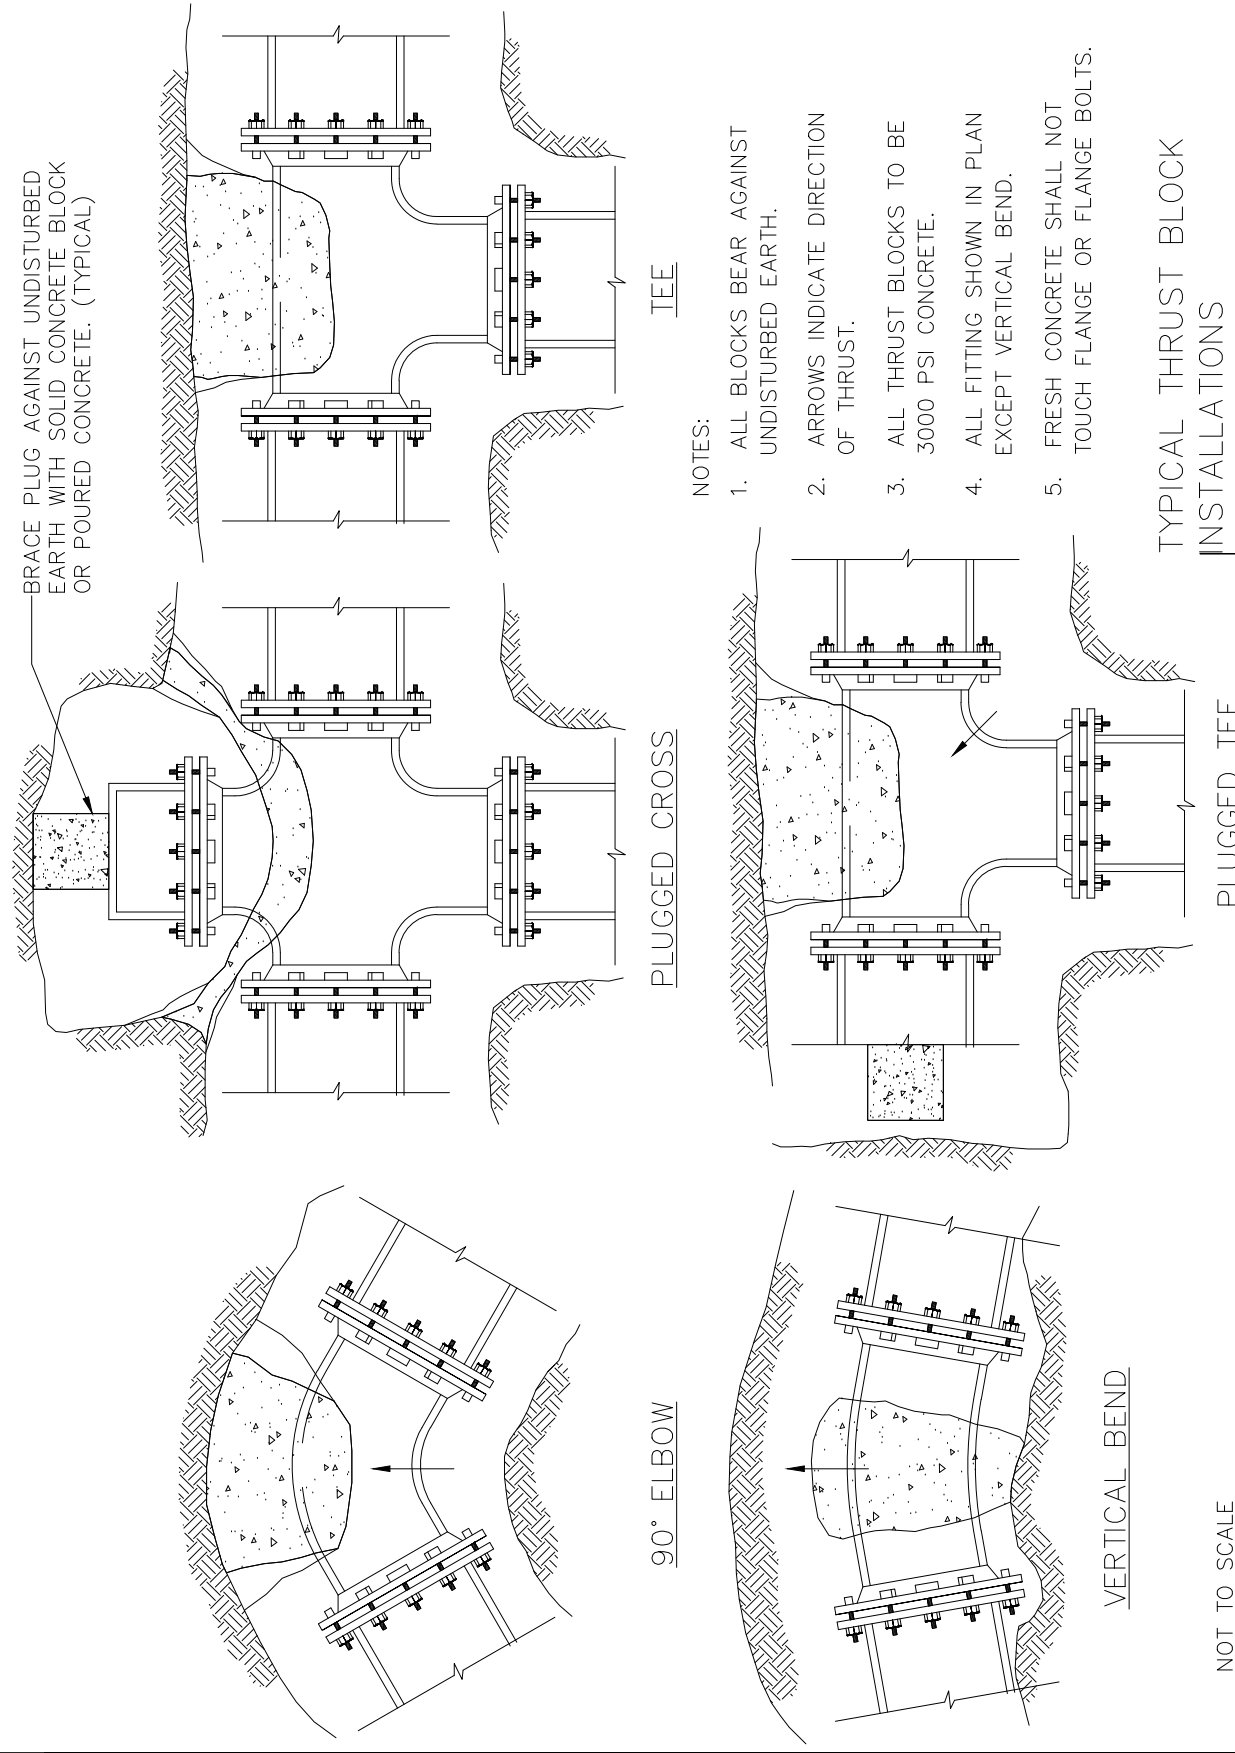 BRACE PLUG AGAINST UNDISTURBED
EARTH WITH SOLID CONCRETE BLOCK
OR POURED CONCRETE. (TYPICAL)
90° ELBOW
PLUGGED CROSS
TEE
VERTICAL BEND
PLUGGED TEE
NOTES:
1. ALL BLOCKS BEAR AGAINST
UNDISTURBED EARTH.
2. ARROWS INDICATE DIRECTION
OF THRUST.
3. ALL THRUST BLOCKS TO BE
3000 PSI CONCRETE.
4. ALL FITTING SHOWN IN PLAN
EXCEPT VERTICAL BEND.
5. FRESH CONCRETE SHALL NOT
TOUCH FLANGE OR FLANGE BOLTS.
NOT TO SCALE
TYPICAL THRUST BLOCK
INSTALLATIONS